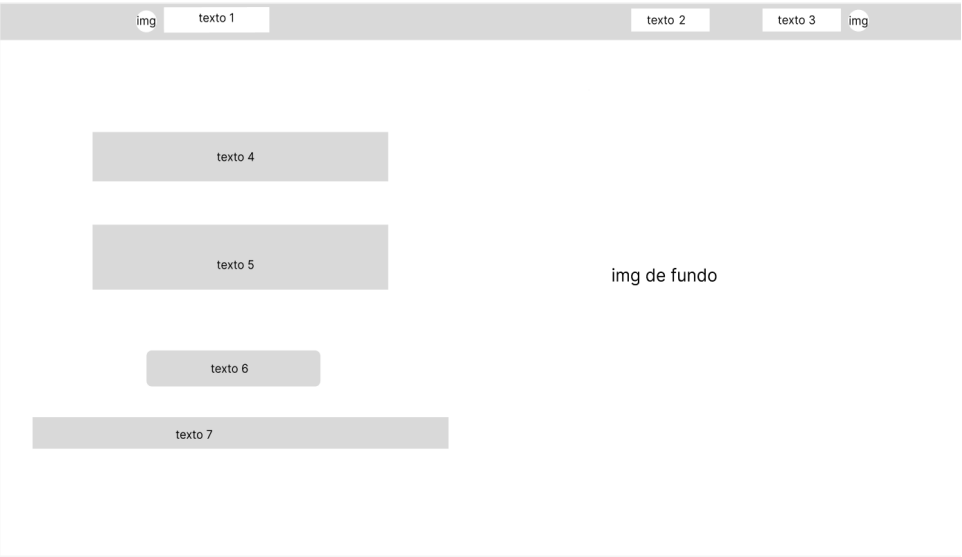 img
texto 1
texto 2
texto 3
img
texto 4
texto 5
img de fundo
texto 6
texto 7